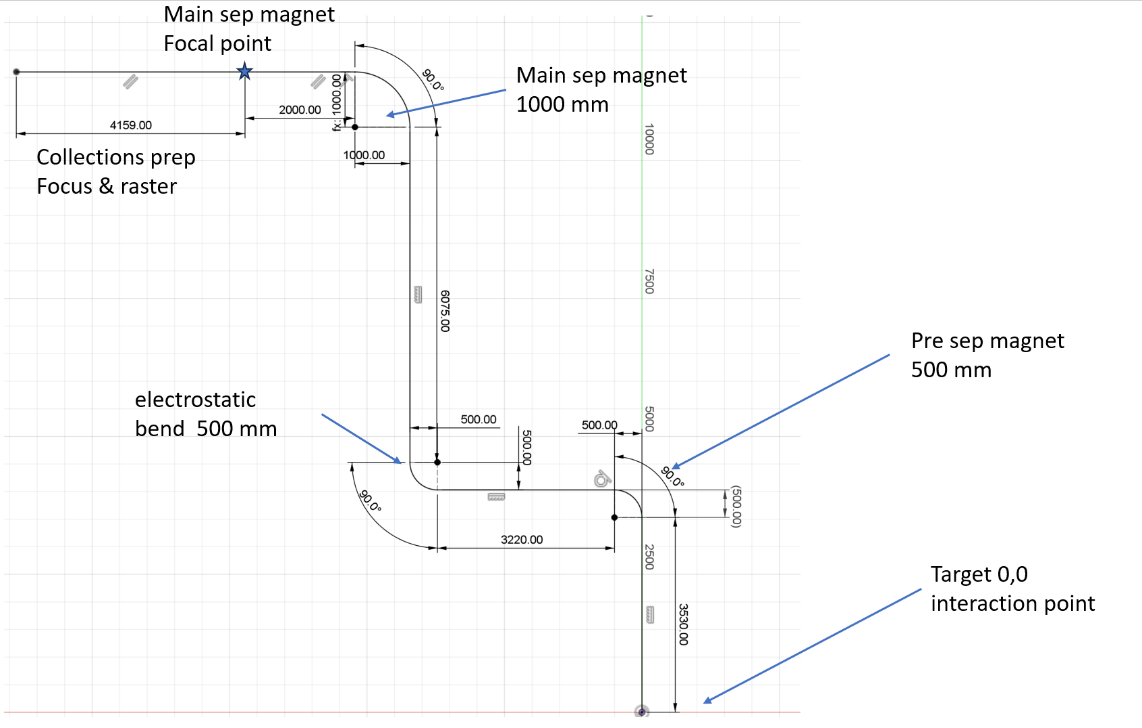 Main sep magnet
Focal point
90.0°
Main sep magnet
1000 mm
fx: 1000.00
2000.00
4159.00
10000
1000.00
Collections prep
Focus & raster
7500
6075.00
Pre sep magnet
500 mm
electrostatic
bend 500 mm
500.00
500.00
500.00
5000
90.0°
90.0°
(500.00)
3220.00
2500
Target 0,0
interaction point
3530.00